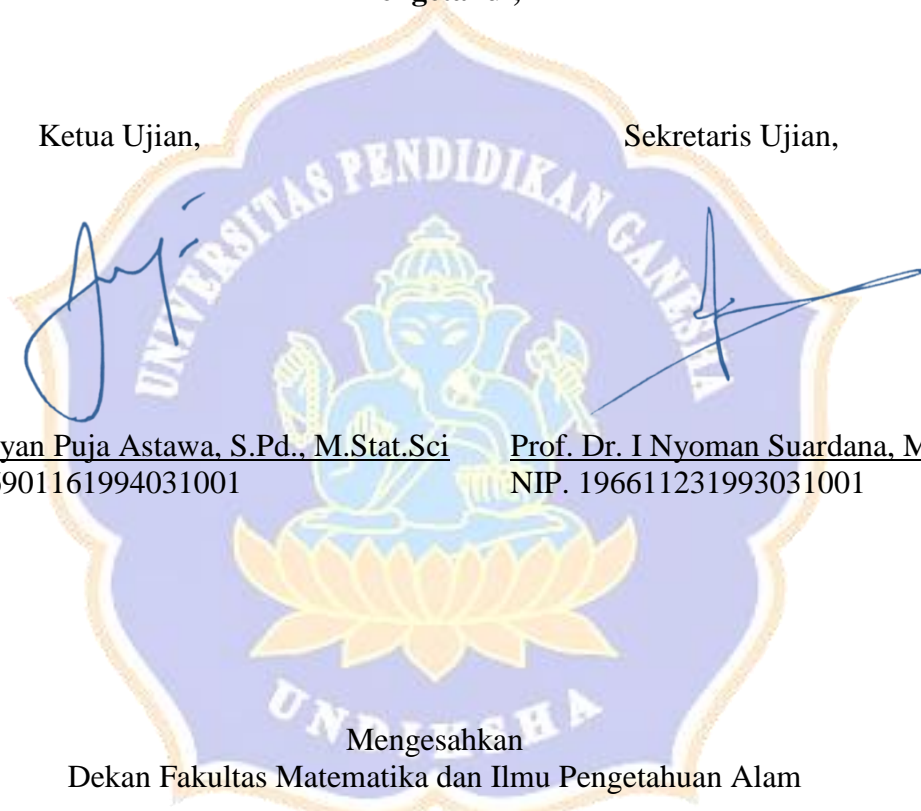 Ketua Ujian,
Sekretaris Ujian,
UNIVERSITAS PENDIDIKAN GANESHA
yan Puja Astawa, S.Pd., M.Stat.Sci
901161994031001
Prof. Dr. I Nyoman Suardana, M
NIP. 196611231993031001
UNDIKSHA
Mengesahkan
Dekan Fakultas Matematika dan Ilmu Pengetahuan Alam